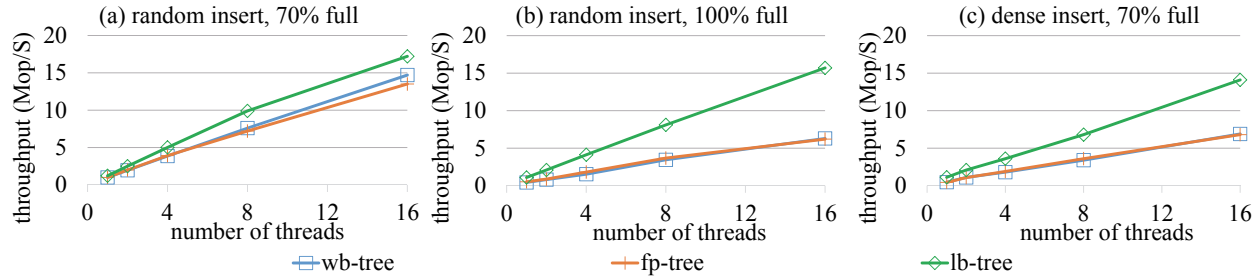 (a) random insert, 70% full
throughput (Mop/S)
20
15
10
5
0
0 4 8 12 16
number of threads
(b) random insert, 100% full
throughput (Mop/S)
20
15
10
5
0
0 4 8 12 16
number of threads
(c) dense insert, 70% full
throughput (Mop/S)
20
15
10
5
0
0 4 8 12 16
number of threads
wb-tree fp-tree lb-tree